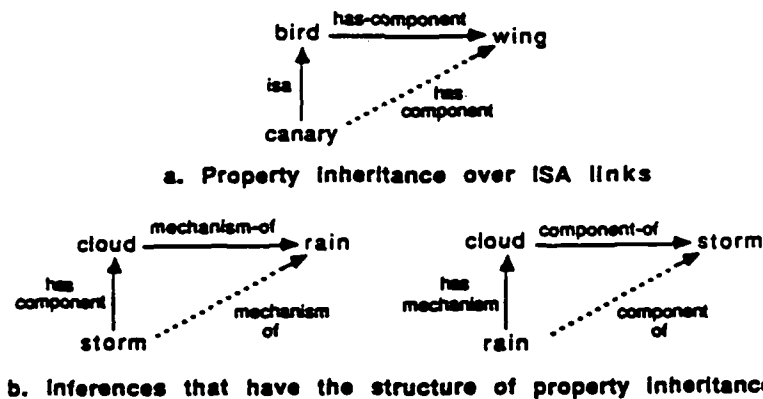 bird has-component wing
isa
has
component
canary
a. Property inheritance over ISA links
cloud mechanism-of rain cloud component-of storm
has
component mechanism
of has
mechanism component
of
storm rain
b. Inferences that have the structure of property inheritance